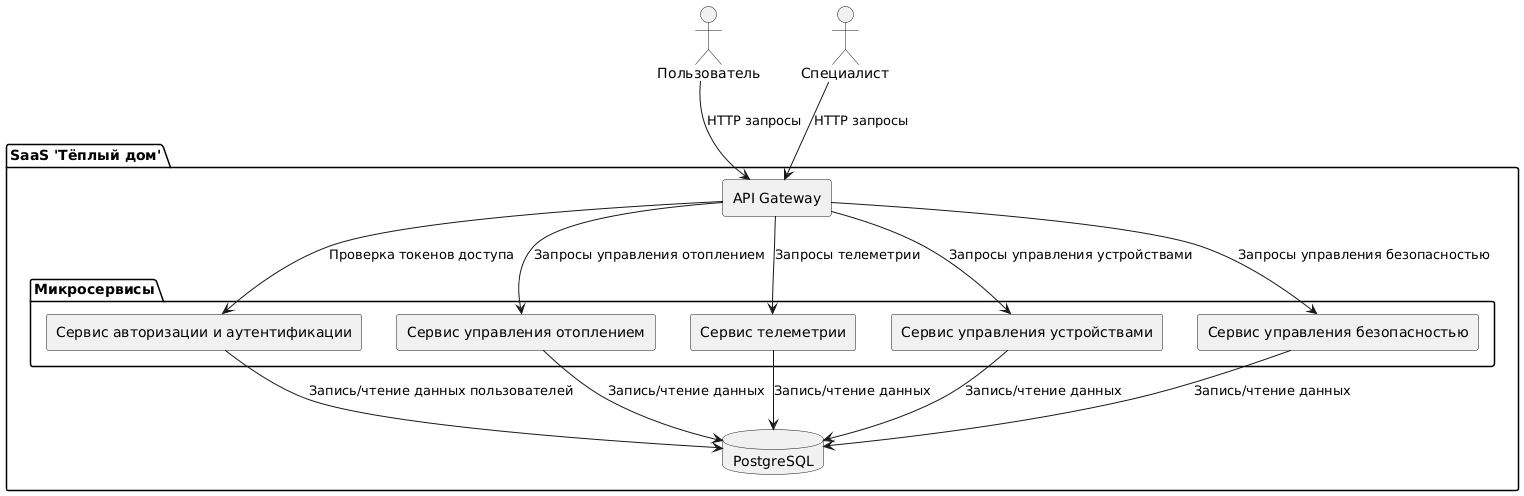 Пользователь
Специалист
HTTP запросы
HTTP запросы
SaaS 'Тёплый дом'
API Gateway
Проверка токенов доступа
Запросы управления отоплением
Запросы телеметрии
Запросы управления устройствами
Запросы управления безопасностью
Микросервисы
Сервис авторизации и аутентификации
Сервис управления отоплением
Сервис телеметрии
Сервис управления устройствами
Сервис управления безопасностью
Запись/чтение данных пользователей
Запись/чтение данных
Запись/чтение данных
Запись/чтение данных
Запись/чтение данных
PostgreSQL